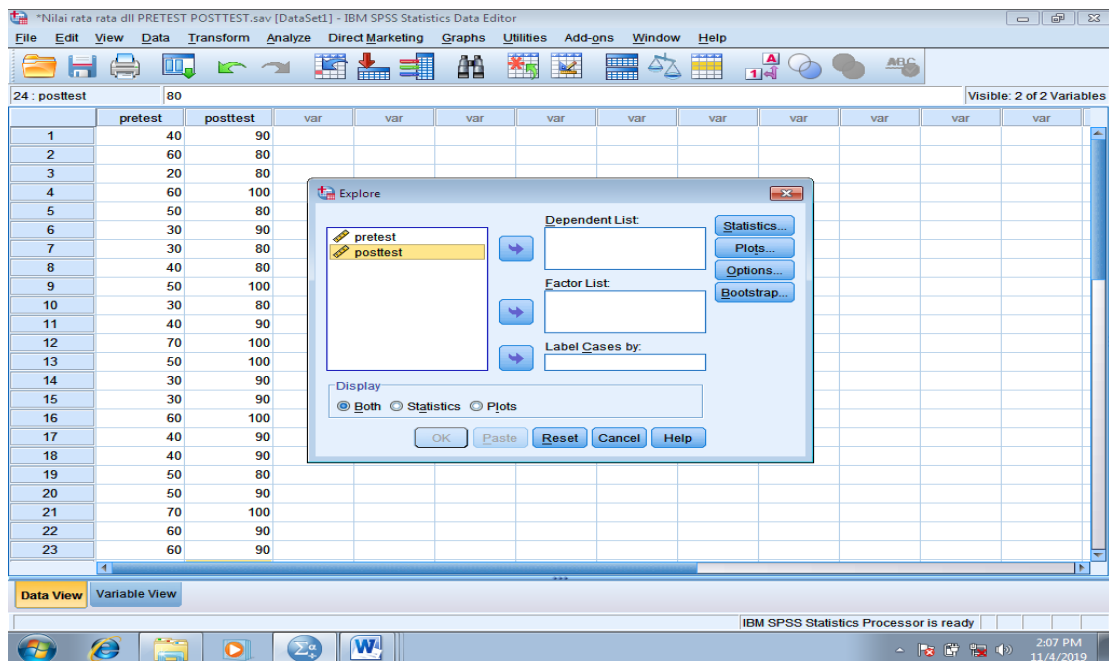 *Nilai rata rata dll PRETEST POSTTEST.sav [DataSet1] - IBM SPSS Statistics Data Editor
File Edit View Data Transform Analyze Direct Marketing Graphs Utilities Add-ons Window Help
24 : posttest 80 Visible: 2 of 2 Variables
pretest posttest var var var var var var var var var var
1 40 90
2 60 80
3 20 80
4 60 100
5 50 80
6 30 90
7 30 80
8 40 80
9 50 100
10 30 80
11 40 90
12 70 100
13 50 100
14 30 90
15 30 90
16 60 100
17 40 90
18 40 90
19 50 80
20 50 90
21 70 100
22 60 90
23 60 90
Explore
pretest
posttest
Dependent List:
Factor List:
Label Cases by:
Statistics...
Plots...
Options...
Bootstrap...
Display
Both Statistics Plots
OK Paste Reset Cancel Help
Data View Variable View
IBM SPSS Statistics Processor is ready
2:07 PM
11/4/2019